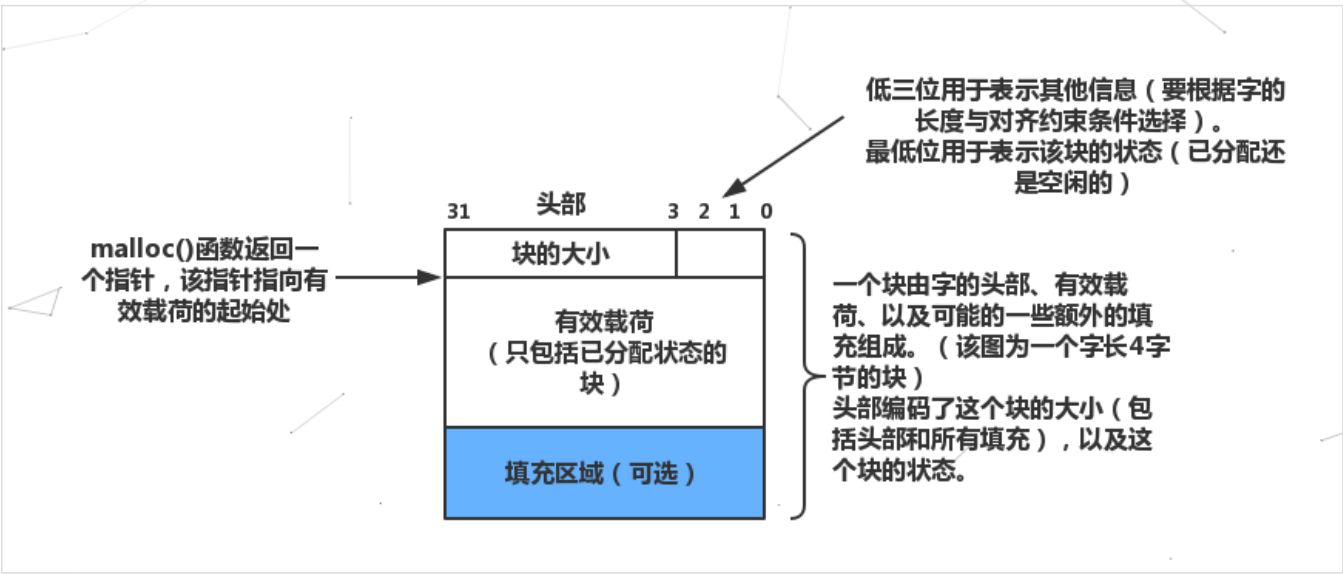 低三位用于表示其他信息（要根据字的
长度与对齐约束条件选择）。
最低位用于表示该块的状态（已分配还
是空闲的）
31 头部 3 2 1 0
malloc()函数返回一
个指针，该指针指向有
效载荷的起始处
块的大小
有效载荷
（只包括已分配状态的
块）
填充区域（可选）
一个块由字的头部、有效载
荷、以及可能的一些额外的填
充组成。（该图为一个字长4字
节的块）
头部编码了这个块的大小（包
括头部和所有填充），以及这
个块的状态。